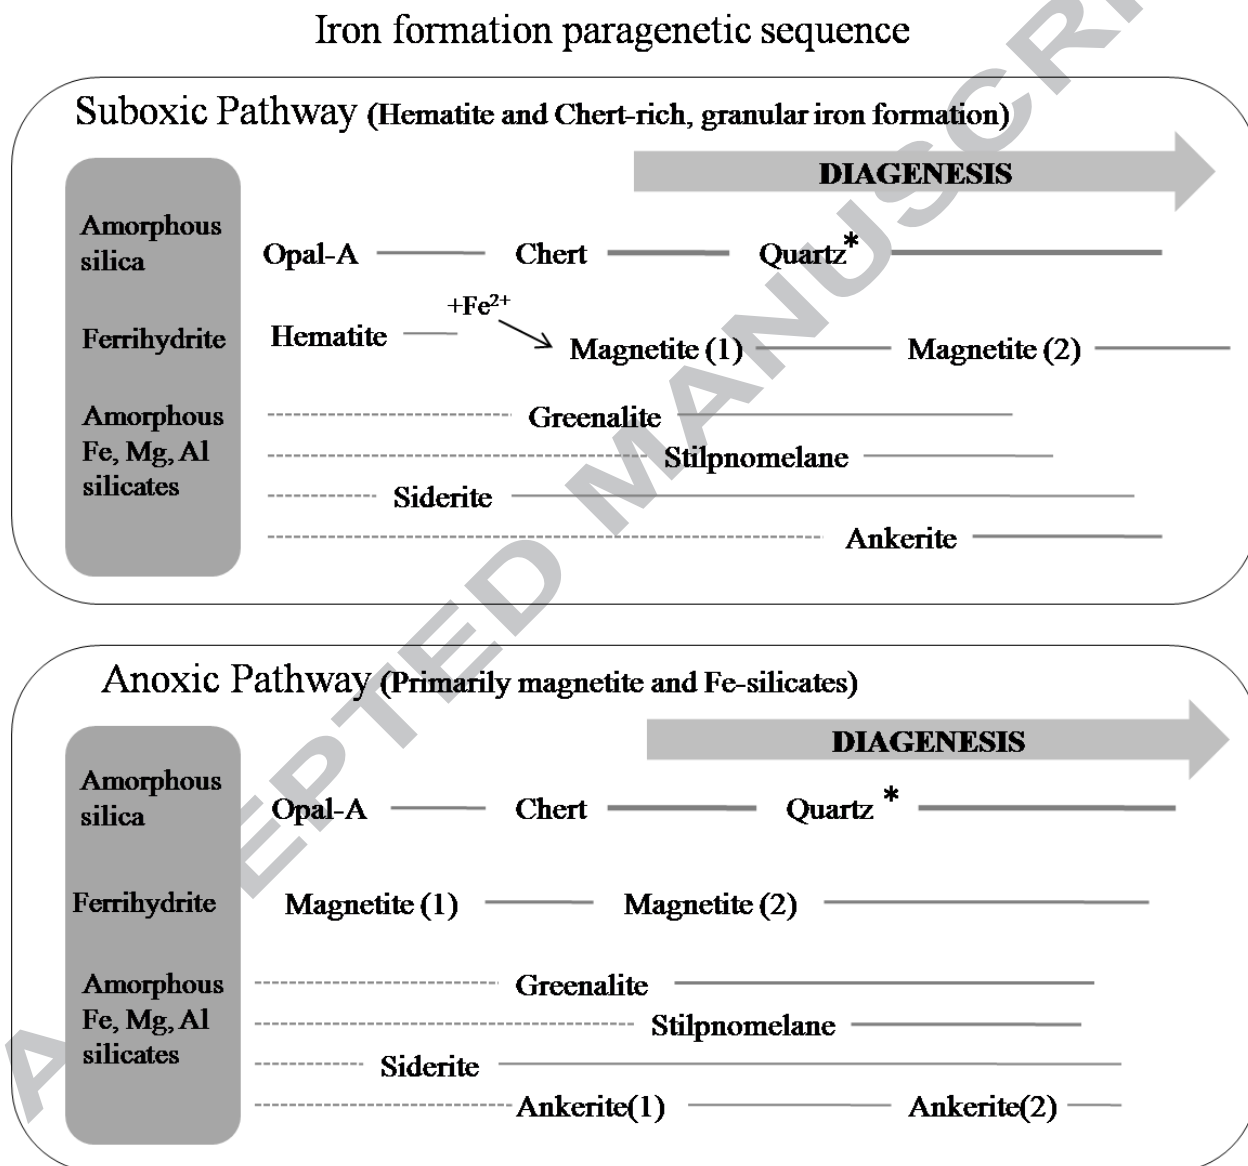 Iron formation paragenetic sequence
Suboxic Pathway (Hematite and Chert-rich, granular iron formation)
DIAGENESIS
Amorphous
silica
Opal-A Chert Quartz*
+Fe²⁺
Ferrihydrite Hematite Magnetite (1) Magnetite (2)
Amorphous
Fe, Mg, Al
silicates
Greenalite
Stilpnomelane
Siderite
Ankerite
Anoxic Pathway (Primarily magnetite and Fe-silicates)
DIAGENESIS
Amorphous
silica
Opal-A Chert Quartz *
Ferrihydrite Magnetite (1) Magnetite (2)
Amorphous
Fe, Mg, Al
silicates
Greenalite
Stilpnomelane
Siderite
Ankerite(1) Ankerite(2)
MANUSCRI